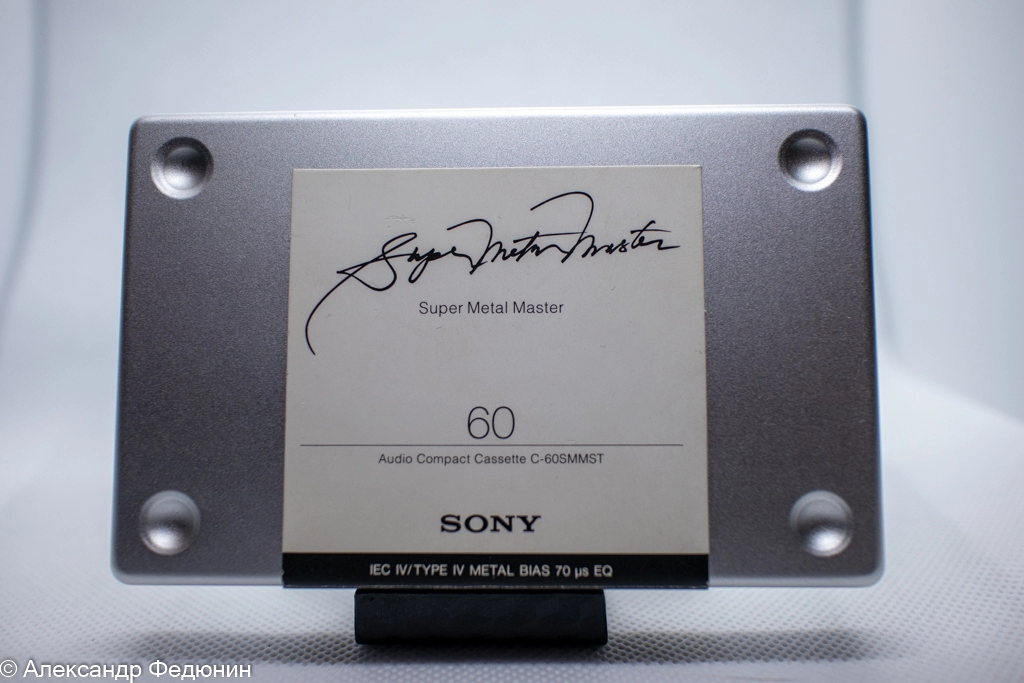 Super Metal Master
Super Metal Master
60
Audio Compact Cassette C-60SMMST
SONY
IEC IV/TYPE IV METAL BIAS 70 µs EQ
© Александр Федюнин